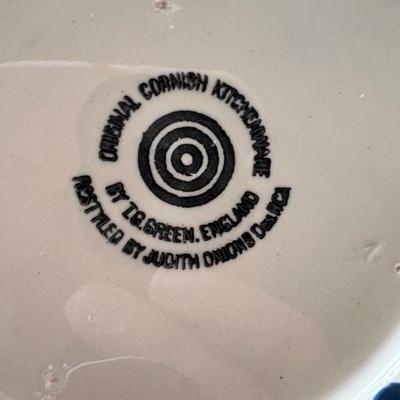 ORIGINAL CORNISH KITCHENWARE
BY T.G. GREEN. ENGLAND
RESTYLED BY JUDITH ONIONS Des RCA